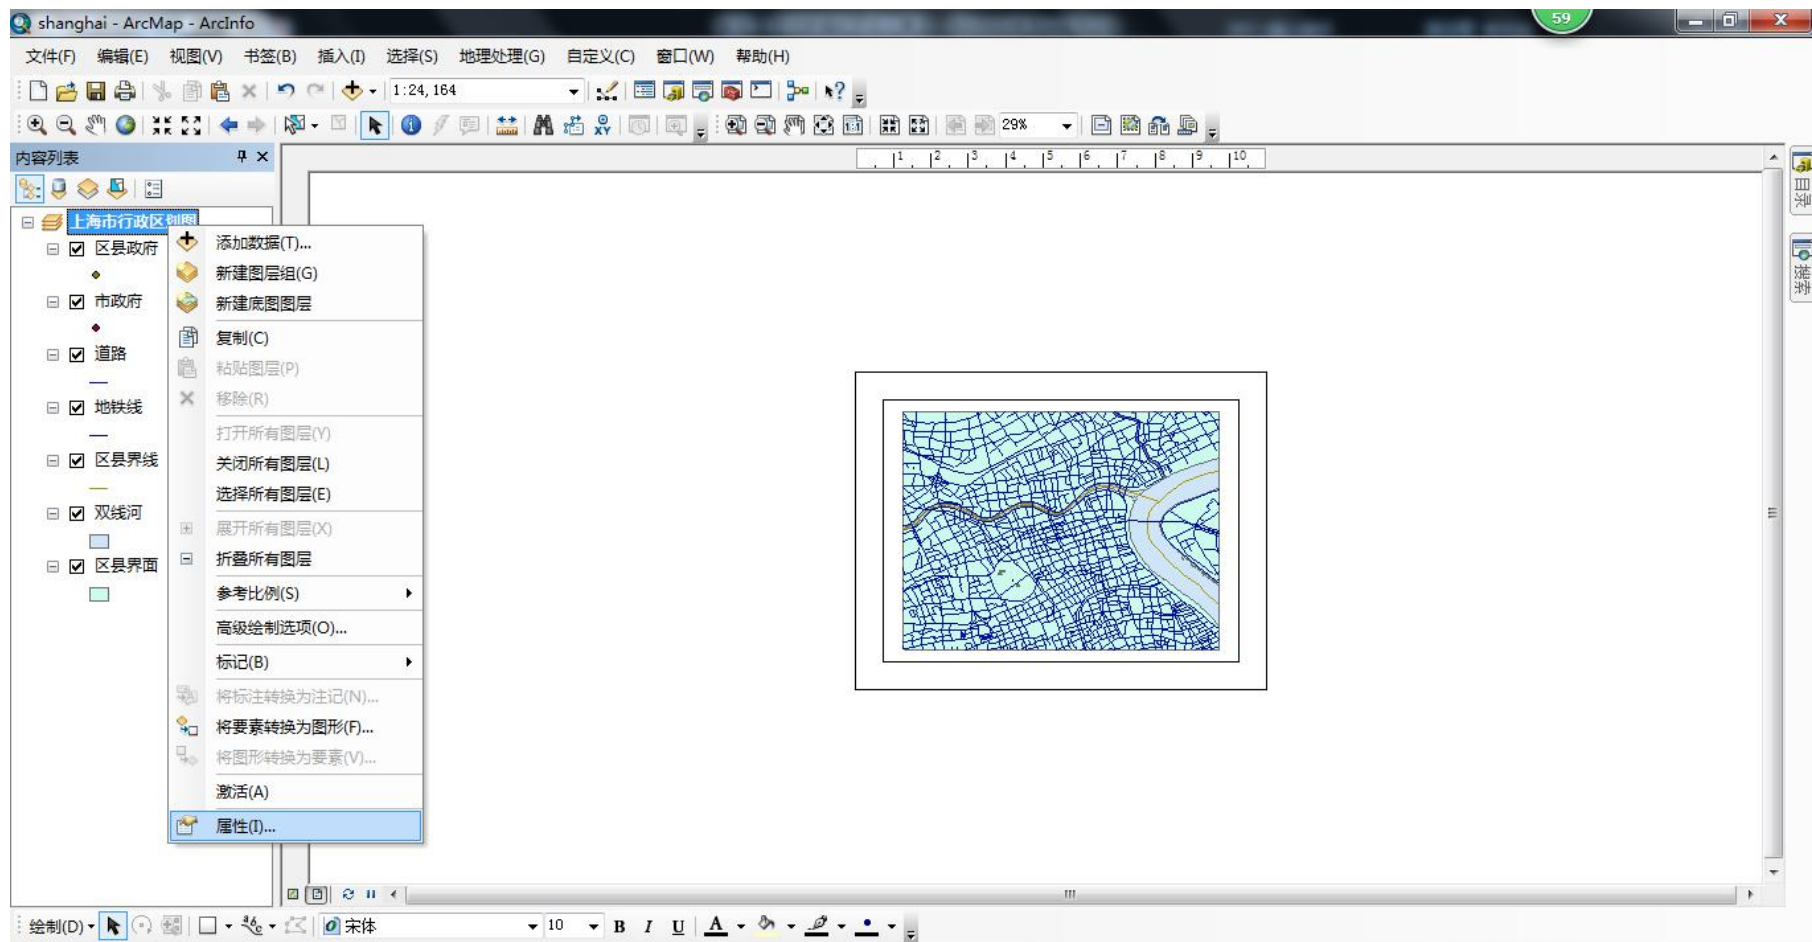 shanghai - ArcMap - ArcInfo
59
文件(F) 编辑(E) 视图(V) 书签(B) 插入(I) 选择(S) 地理处理(G) 自定义(C) 窗口(W) 帮助(H)
1:24,164
29%
内容列表
1 2 3 4 5 6 7 8 9 10
目录
搜索
上海市行政区划图
区县政府
市政府
道路
地铁线
区县界线
双线河
区县界面
添加数据(T)...
新建图层组(G)
新建底图图层
复制(C)
粘贴图层(P)
移除(R)
打开所有图层(Y)
关闭所有图层(L)
选择所有图层(E)
展开所有图层(X)
折叠所有图层
参考比例(S)
高级绘制选项(O)...
标记(B)
将标注转换为注记(N)...
将要素转换为图形(F)...
将图形转换为要素(V)...
激活(A)
属性(I)...
绘制(D) 宋体 10 B I U A